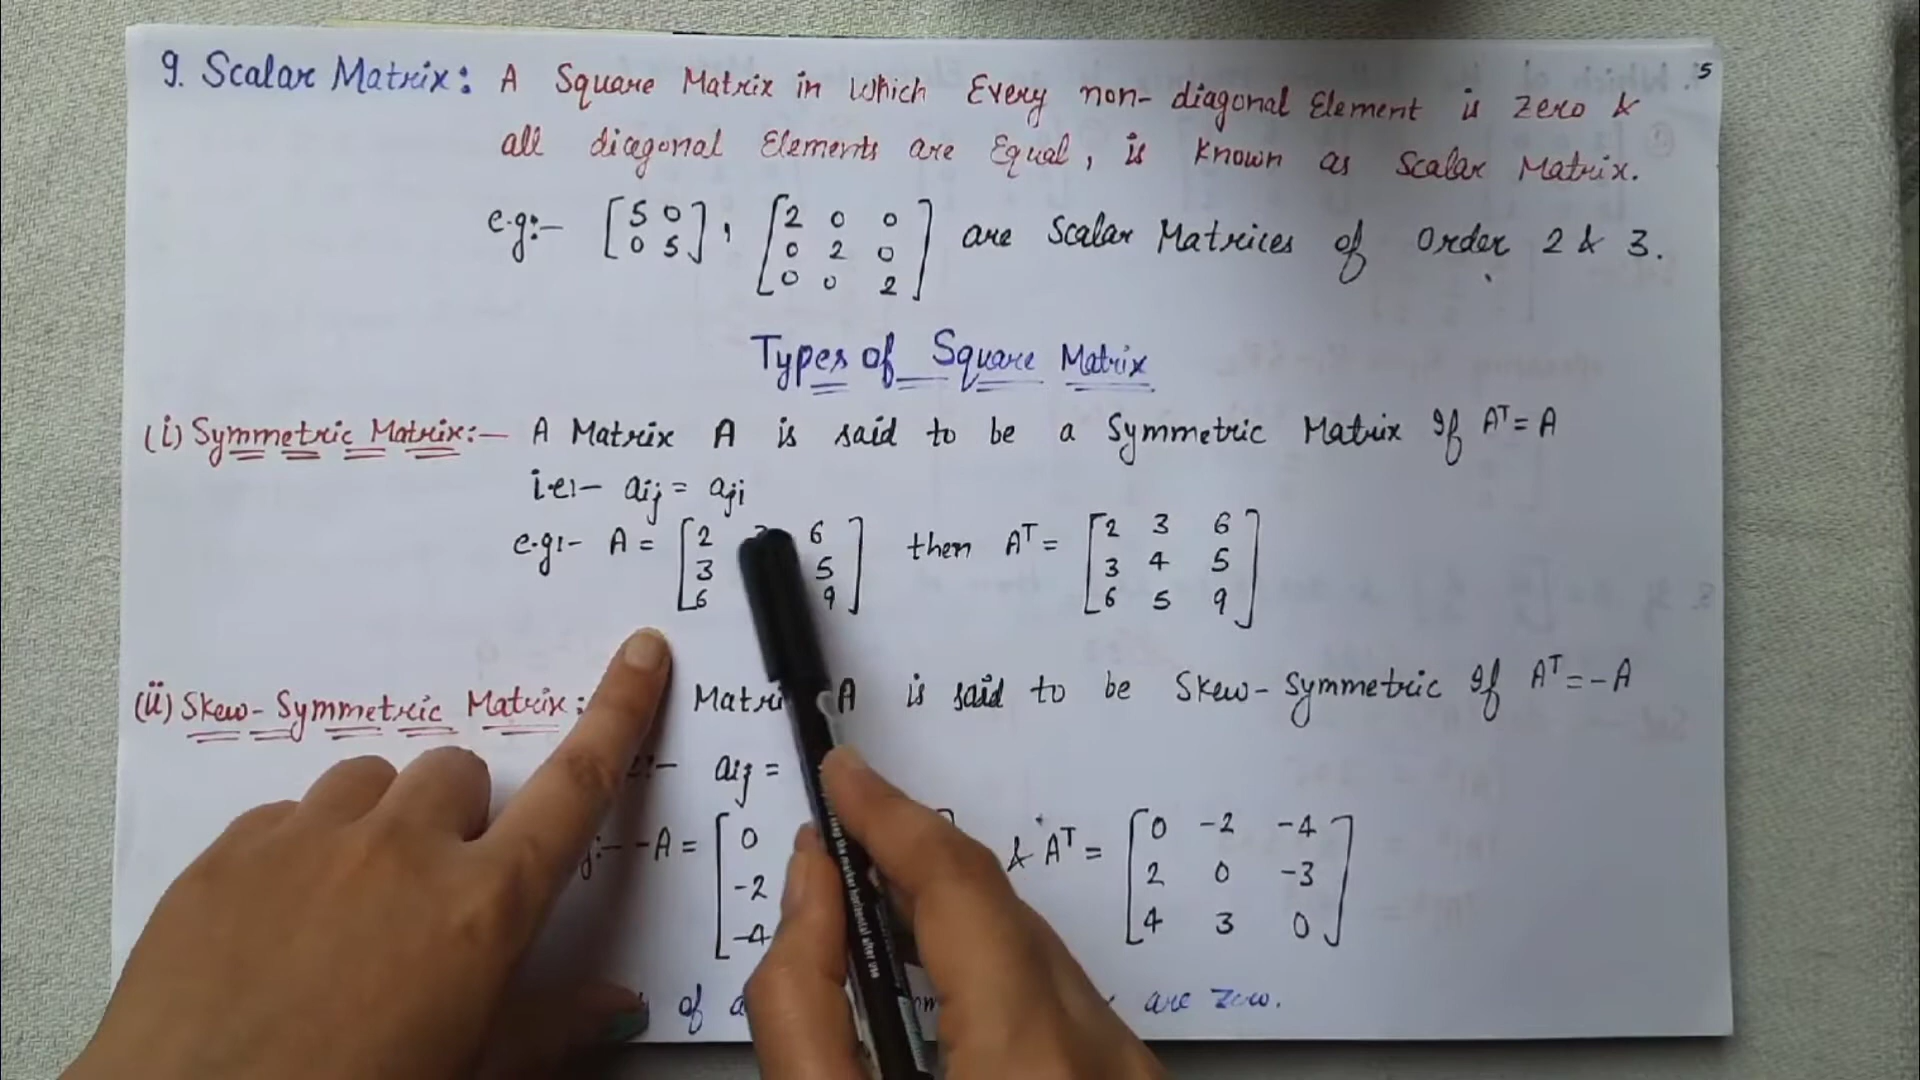 5
9. Scalar Matrix: A Square Matrix in which Every non-diagonal Element is zero &
all diagonal Elements are Equal, is known as Scalar Matrix.
e.g:- [5 0], [2 0 0] are Scalar Matrices of Order 2 & 3.
0 5 0 2 0
0 0 2
Types of Square Matrix
(i) Symmetric Matrix:- A Matrix A is said to be a Symmetric Matrix If Aᵀ = A
i.e:- aij = aji
e.g:- A = [2 6] then Aᵀ = [2 3 6]
3 5 3 4 5
6 9 6 5 9
(ii) Skew-Symmetric Matrix: Matri A is said to be Skew-Symmetric If Aᵀ = -A
aij =
-A = [0 & Aᵀ = [0 -2 -4]
-2 2 0 -3
-4 4 3 0
of are zero.